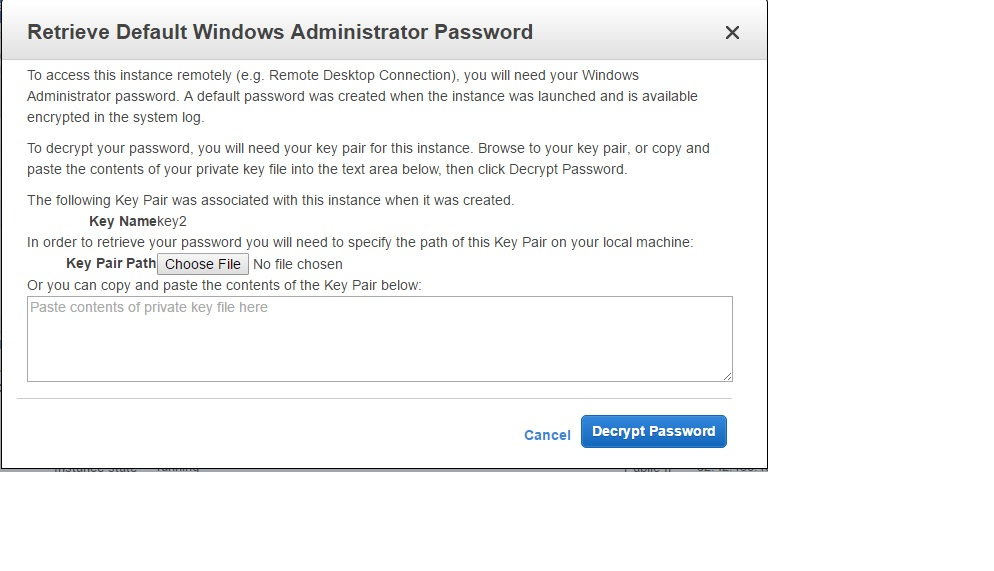 Retrieve Default Windows Administrator Password
To access this instance remotely (e.g. Remote Desktop Connection), you will need your Windows
Administrator password. A default password was created when the instance was launched and is available
encrypted in the system log.
To decrypt your password, you will need your key pair for this instance. Browse to your key pair, or copy and
paste the contents of your private key file into the text area below, then click Decrypt Password.
The following Key Pair was associated with this instance when it was created.
Key Namekey2
In order to retrieve your password you will need to specify the path of this Key Pair on your local machine:
Key Pair Path Choose File No file chosen
Or you can copy and paste the contents of the Key Pair below:
Paste contents of private key file here
Cancel Decrypt Password